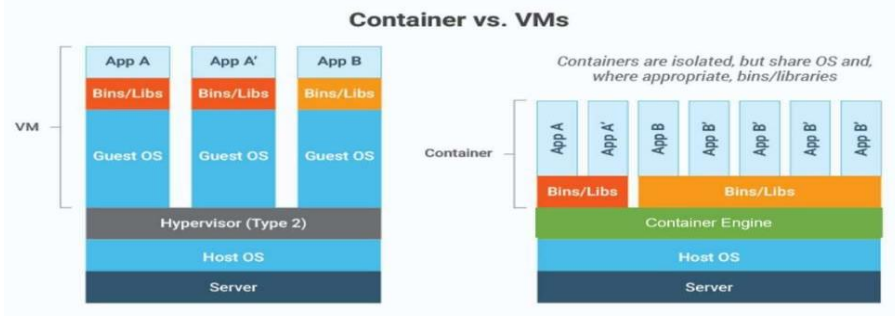 Container vs. VMs
App A
App A'
App B
Bins/Libs
Bins/Libs
Bins/Libs
VM
Guest OS
Guest OS
Guest OS
Hypervisor (Type 2)
Host OS
Server
Containers are isolated, but share OS and,
where appropriate, bins/libraries
Container
App A
App A'
App B
App B'
App B'
App B'
App B'
Bins/Libs
Bins/Libs
Container Engine
Host OS
Server